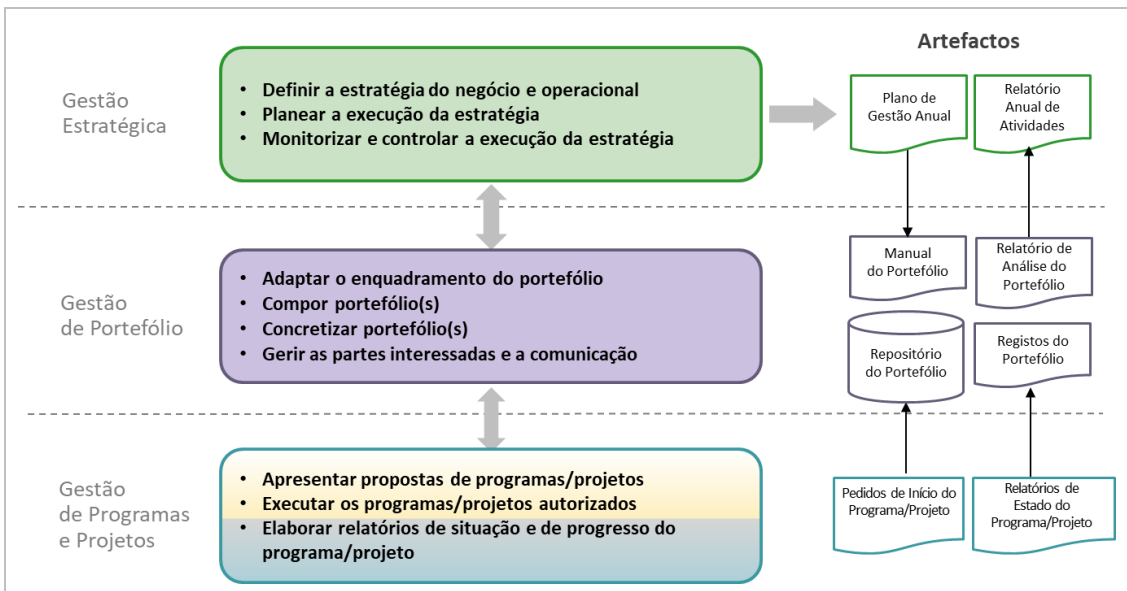 Artefactos
Gestão
Estratégica
• Definir a estratégia do negócio e operacional
• Planear a execução da estratégia
• Monitorizar e controlar a execução da estratégia
Plano de
Gestão Anual
Relatório
Anual de
Atividades
Gestão
de Portefólio
• Adaptar o enquadramento do portefólio
• Compor portefólio(s)
• Concretizar portefólio(s)
• Gerir as partes interessadas e a comunicação
Manual
do Portefólio
Relatório de
Análise do
Portefólio
Repositório
do Portefólio
Registos do
Portefólio
Gestão
de Programas
e Projetos
• Apresentar propostas de programas/projetos
• Executar os programas/projetos autorizados
• Elaborar relatórios de situação e de progresso do
programa/projeto
Pedidos de Início do
Programa/Projeto
Relatórios de
Estado do
Programa/Projeto